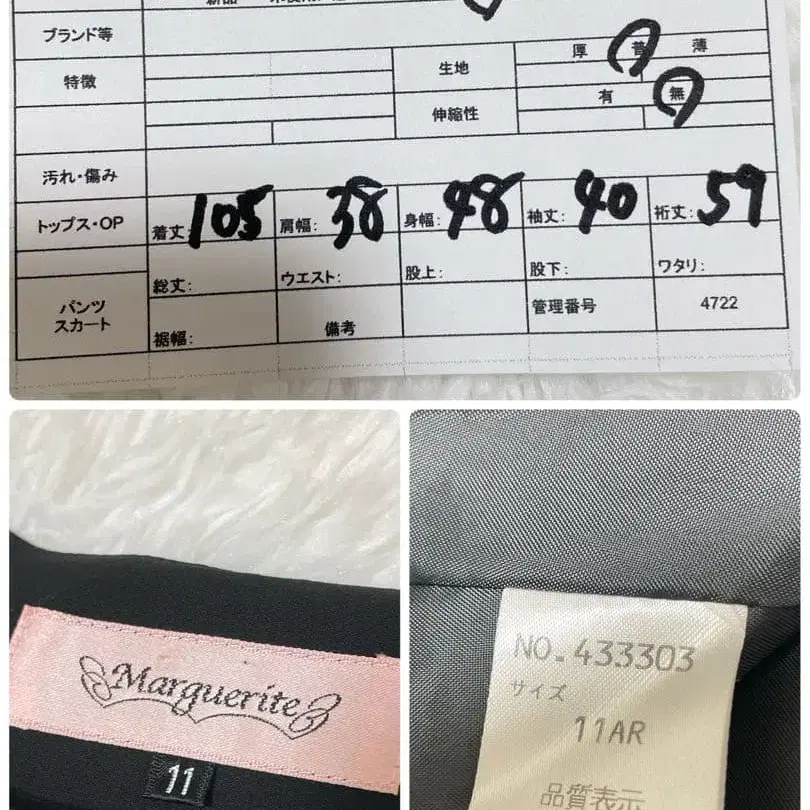 ブランド等
特徴
生地
厚 普 薄
伸縮性
有 無
汚れ・傷み
トップス・OP 着丈: 105 肩幅: 38 身幅: 48 袖丈: 40 裄丈: 59
総丈: ウエスト: 股上: 股下: ワタリ:
パンツ
スカート
裾幅: 備考 管理番号 4722
Marguerite
11
NO.433303
サイズ
11AR
品質表示